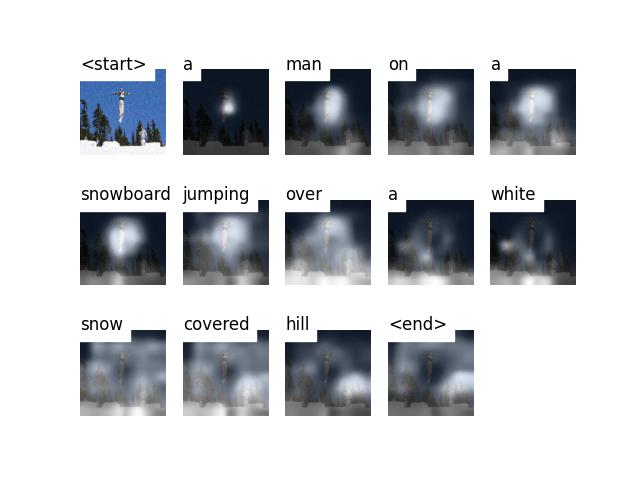 <start> a man on a
snowboard jumping over a white
snow covered hill <end>